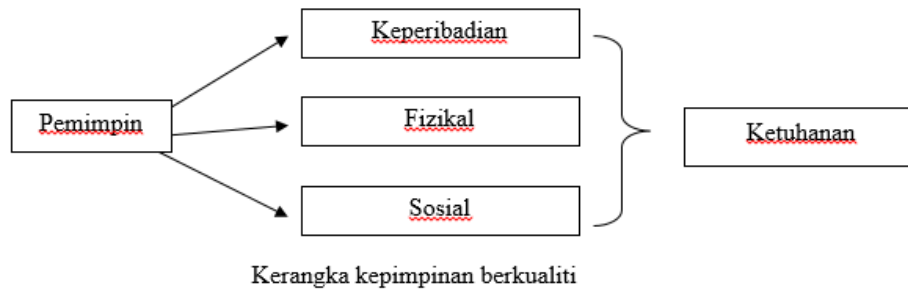 Keperibadian
Pemimpin
Fizikal
Ketuhanan
Sosial
Kerangka kepimpinan berkualiti